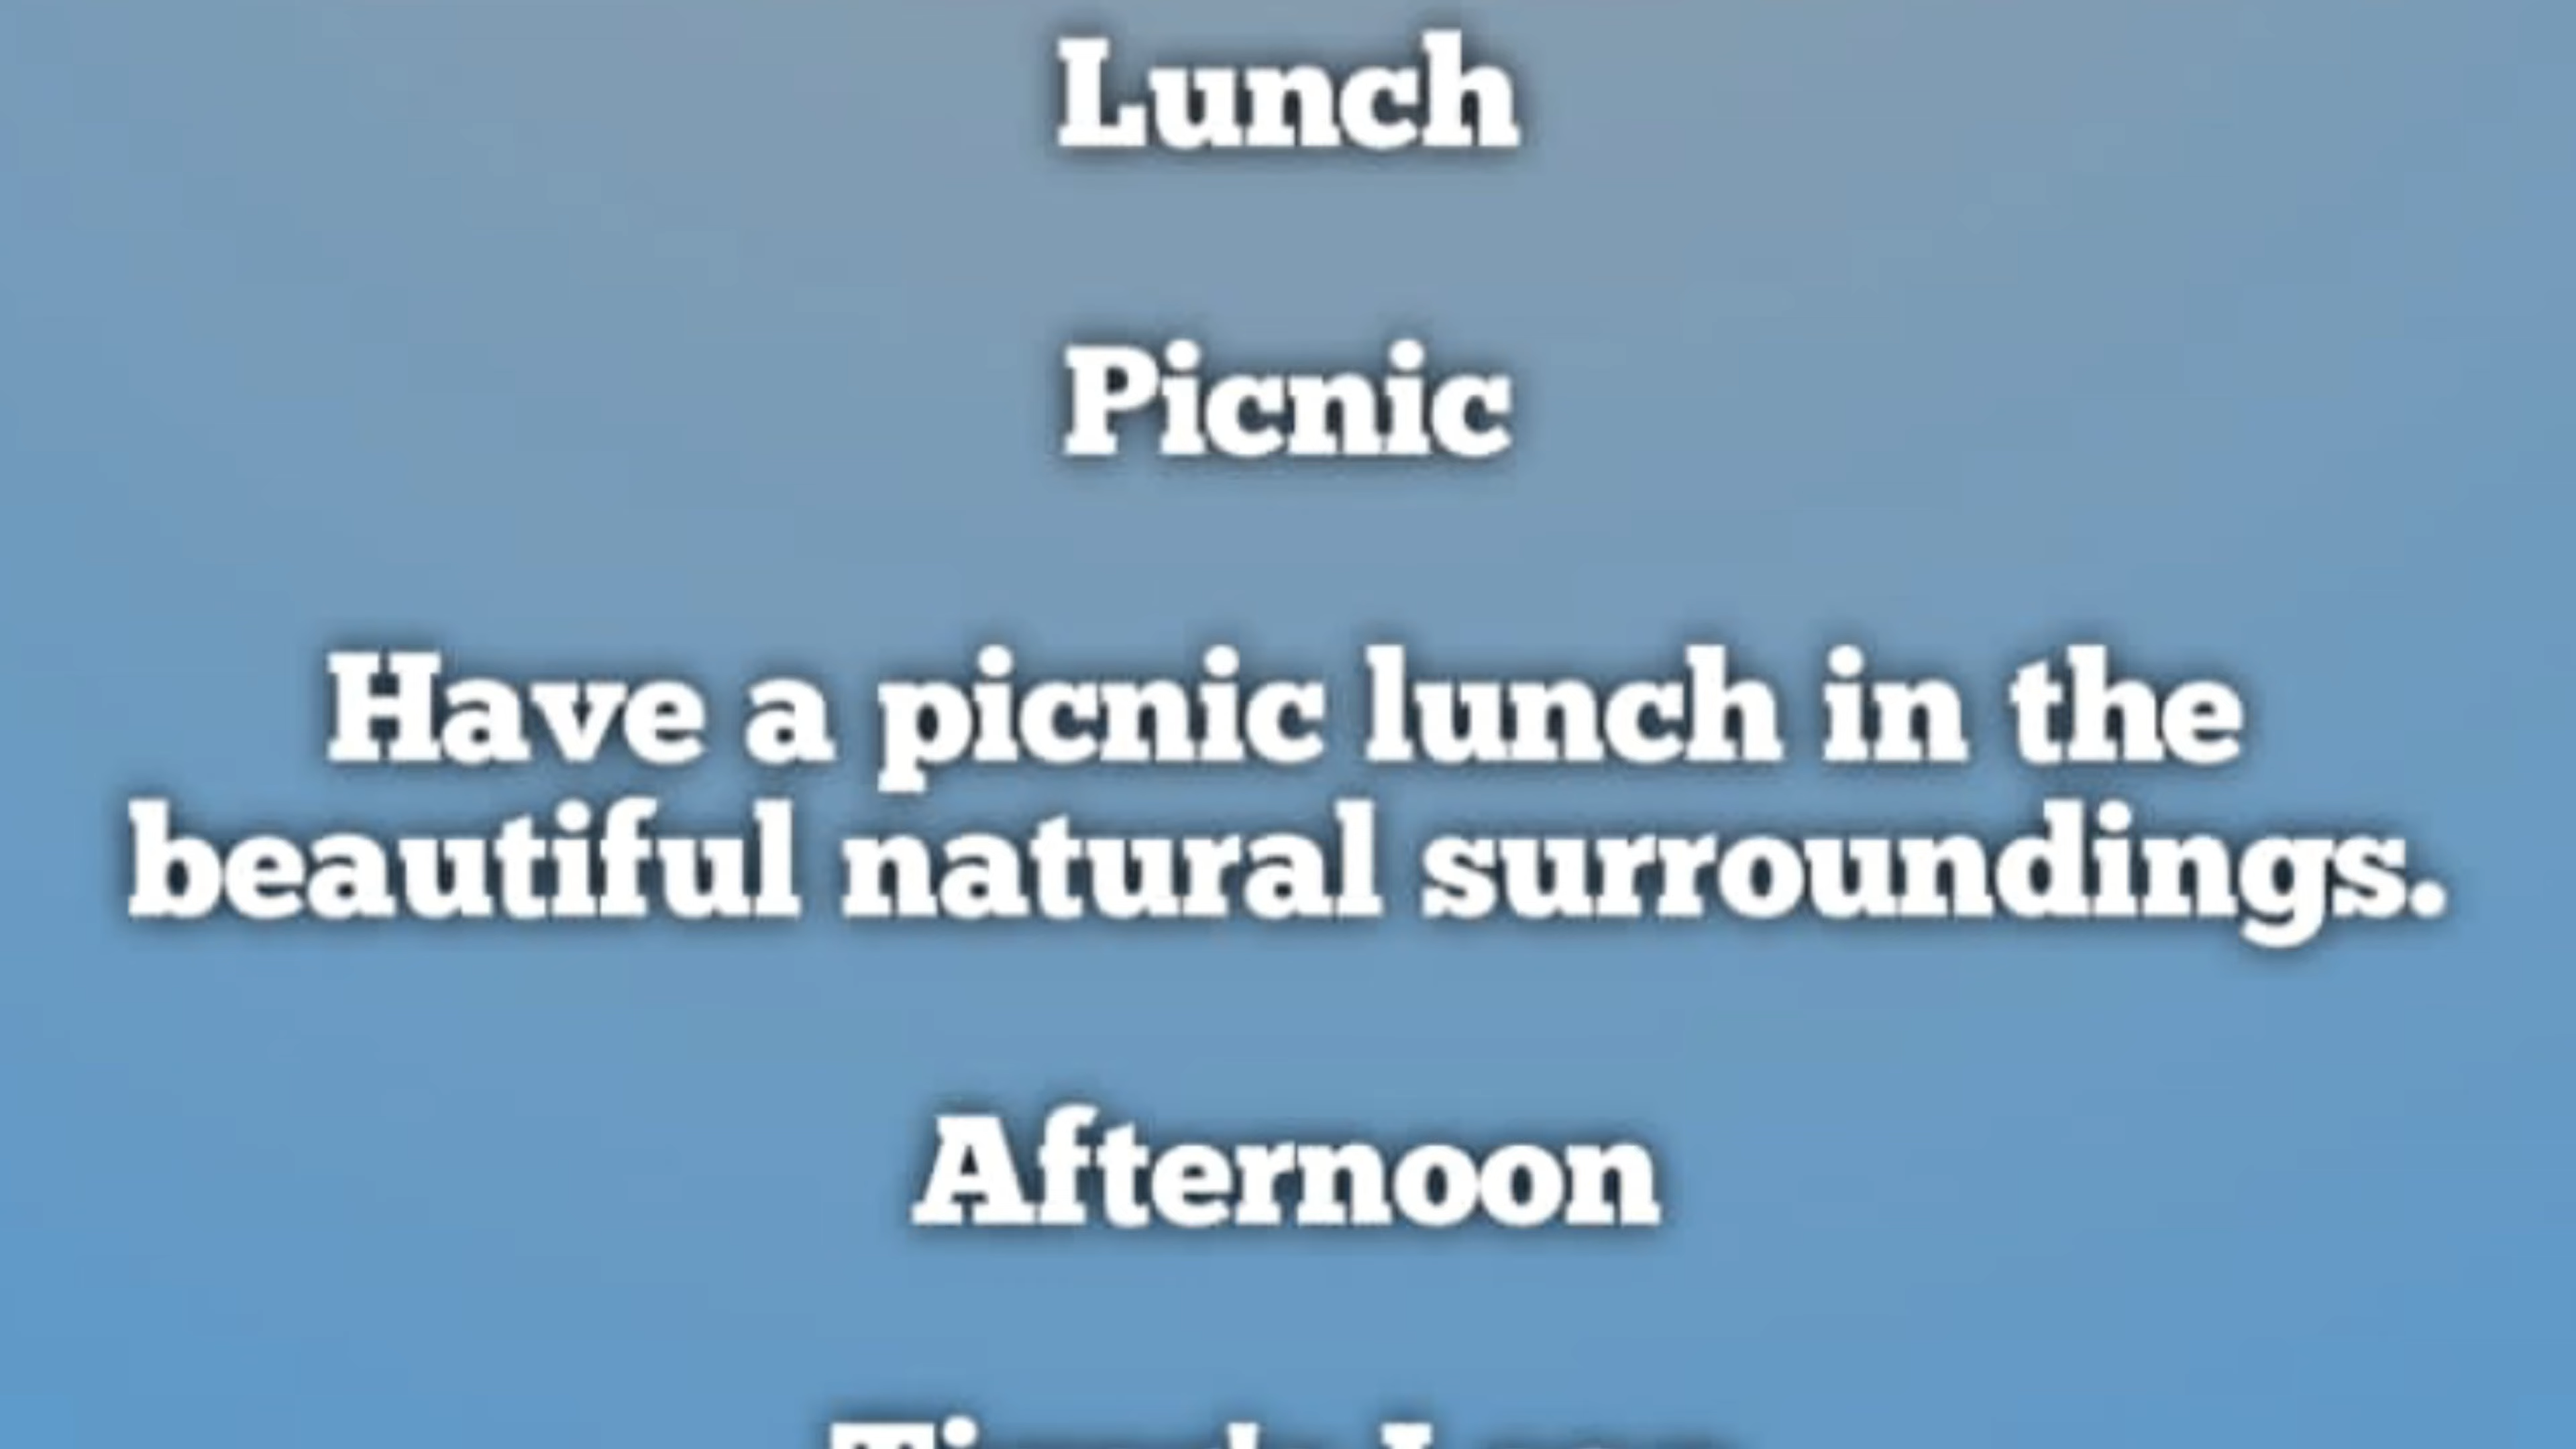 Lunch
Picnic
Have a picnic lunch in the
beautiful natural surroundings.
Afternoon